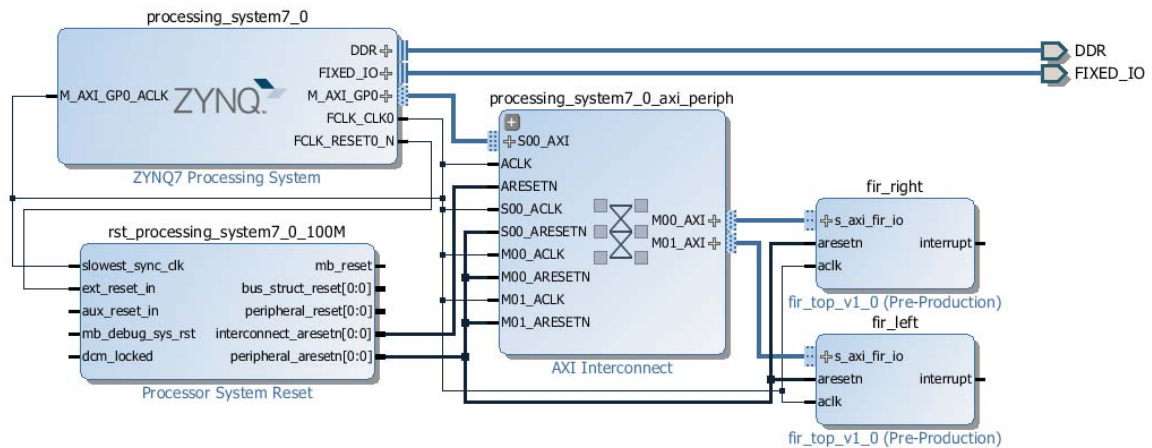 processing_system7_0
DDR
FIXED_IO
M_AXI_GP0_ACLK
ZYNQ
M_AXI_GP0
FCLK_CLK0
FCLK_RESET0_N
ZYNQ7 Processing System
DDR
FIXED_IO
processing_system7_0_axi_periph
S00_AXI
ACLK
ARESETN
S00_ACLK
S00_ARESETN
M00_ACLK
M00_ARESETN
M01_ACLK
M01_ARESETN
M00_AXI
M01_AXI
AXI Interconnect
rst_processing_system7_0_100M
slowest_sync_clk
ext_reset_in
aux_reset_in
mb_debug_sys_rst
dcm_locked
mb_reset
bus_struct_reset[0:0]
peripheral_reset[0:0]
interconnect_aresetn[0:0]
peripheral_aresetn[0:0]
Processor System Reset
fir_right
s_axi_fir_io
aresetn
aclk
interrupt
fir_top_v1_0 (Pre-Production)
fir_left
s_axi_fir_io
aresetn
aclk
interrupt
fir_top_v1_0 (Pre-Production)